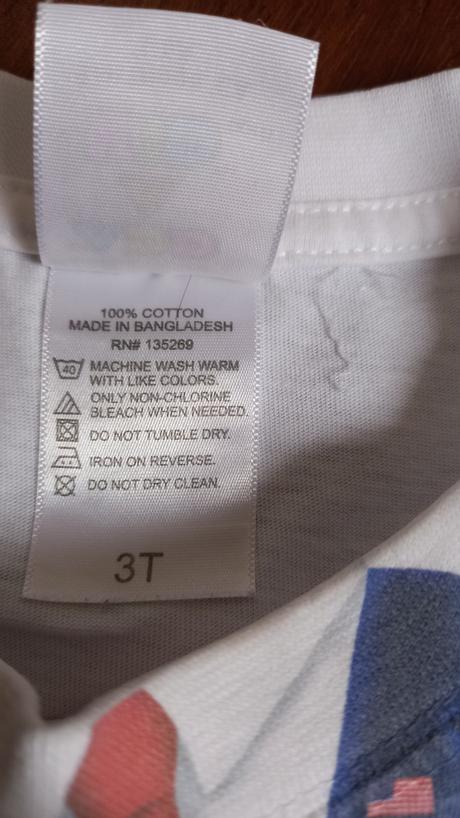 100% COTTON
MADE IN BANGLADESH
RN# 135269
40
MACHINE WASH WARM
WITH LIKE COLORS.
ONLY NON-CHLORINE
BLEACH WHEN NEEDED.
DO NOT TUMBLE DRY.
IRON ON REVERSE.
DO NOT DRY CLEAN.
3T